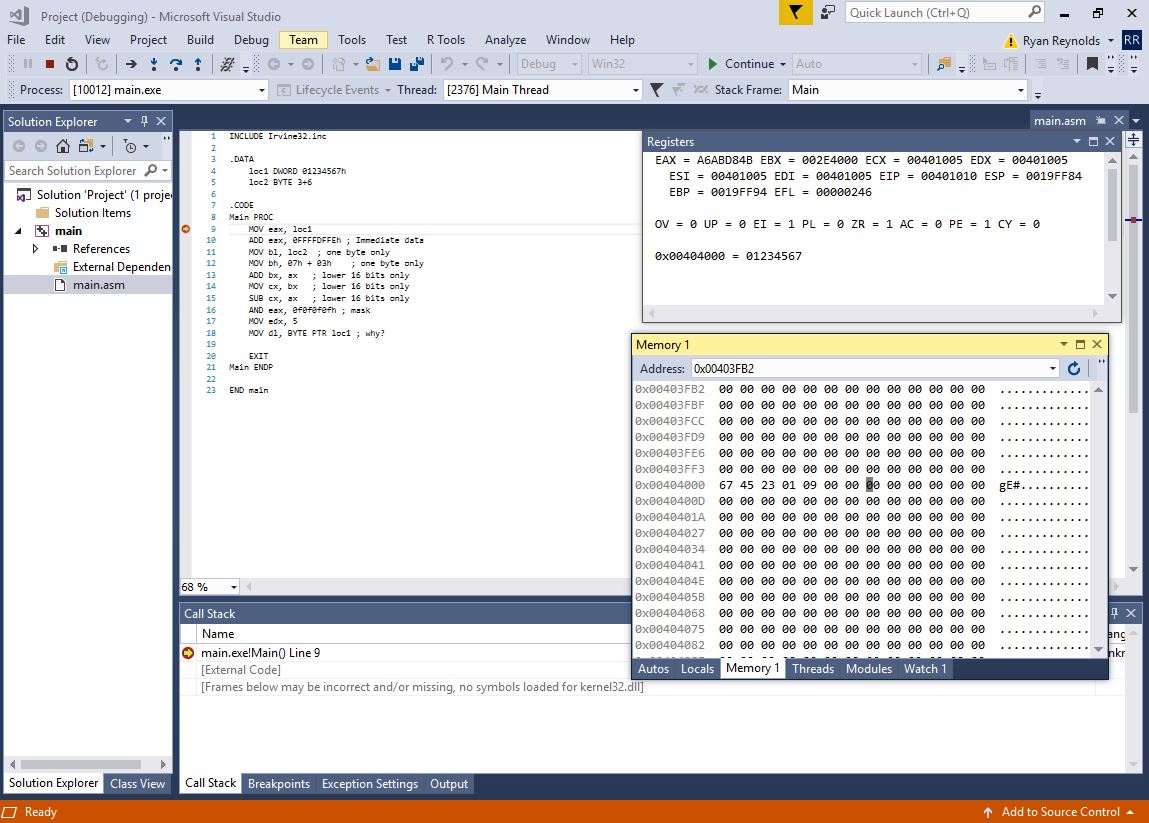 Project (Debugging) - Microsoft Visual Studio
Quick Launch (Ctrl+Q)
File Edit View Project Build Debug Team Tools Test R Tools Analyze Window Help
Ryan Reynolds RR
Debug Win32 Continue Auto
Process: [10012] main.exe Lifecycle Events Thread: [2376] Main Thread Stack Frame: Main
Solution Explorer
Search Solution Explorer
Solution 'Project' (1 proje
Solution Items
main
References
External Dependen
main.asm
Solution Explorer Class View
main.asm
1 INCLUDE Irvine32.inc
2
3 .DATA
4 loc1 DWORD 01234567h
5 loc2 BYTE 3+6
6
7 .CODE
8 Main PROC
9 MOV eax, loc1
10 ADD eax, 0FFFFDFFEh ; Immediate data
11 MOV bl, loc2 ; one byte only
12 MOV bh, 07h + 03h ; one byte only
13 ADD bx, ax ; lower 16 bits only
14 MOV cx, bx ; lower 16 bits only
15 SUB cx, ax ; lower 16 bits only
16 AND eax, 0f0f0f0fh ; mask
17 MOV edx, 5
18 MOV dl, BYTE PTR loc1 ; why?
19
20 EXIT
21 Main ENDP
22
23 END main
68 %
Registers
EAX = A6ABD84B EBX = 002E4000 ECX = 00401005 EDX = 00401005
ESI = 00401005 EDI = 00401005 EIP = 00401010 ESP = 0019FF84
EBP = 0019FF94 EFL = 00000246
OV = 0 UP = 0 EI = 1 PL = 0 ZR = 1 AC = 0 PE = 1 CY = 0
0x00404000 = 01234567
Memory 1
Address: 0x00403FB2
0x00403FB2 00 00 00 00 00 00 00 00 00 00 00 00 00 .............
0x00403FBF 00 00 00 00 00 00 00 00 00 00 00 00 00 .............
0x00403FCC 00 00 00 00 00 00 00 00 00 00 00 00 00 .............
0x00403FD9 00 00 00 00 00 00 00 00 00 00 00 00 00 .............
0x00403FE6 00 00 00 00 00 00 00 00 00 00 00 00 00 .............
0x00403FF3 00 00 00 00 00 00 00 00 00 00 00 00 00 .............
0x00404000 67 45 23 01 09 00 00 00 00 00 00 00 00 gE#..........
0x0040400D 00 00 00 00 00 00 00 00 00 00 00 00 00 .............
0x0040401A 00 00 00 00 00 00 00 00 00 00 00 00 00 .............
0x00404027 00 00 00 00 00 00 00 00 00 00 00 00 00 .............
0x00404034 00 00 00 00 00 00 00 00 00 00 00 00 00 .............
0x00404041 00 00 00 00 00 00 00 00 00 00 00 00 00 .............
0x0040404E 00 00 00 00 00 00 00 00 00 00 00 00 00 .............
0x0040405B 00 00 00 00 00 00 00 00 00 00 00 00 00 .............
0x00404068 00 00 00 00 00 00 00 00 00 00 00 00 00 .............
0x00404075 00 00 00 00 00 00 00 00 00 00 00 00 00 .............
0x00404082 00 00 00 00 00 00 00 00 00 00 00 00 00 .............
Autos Locals Memory 1 Threads Modules Watch 1
Call Stack
Name
main.exe!Main() Line 9
[External Code]
[Frames below may be incorrect and/or missing, no symbols loaded for kernel32.dll]
Call Stack Breakpoints Exception Settings Output
Ready Add to Source Control